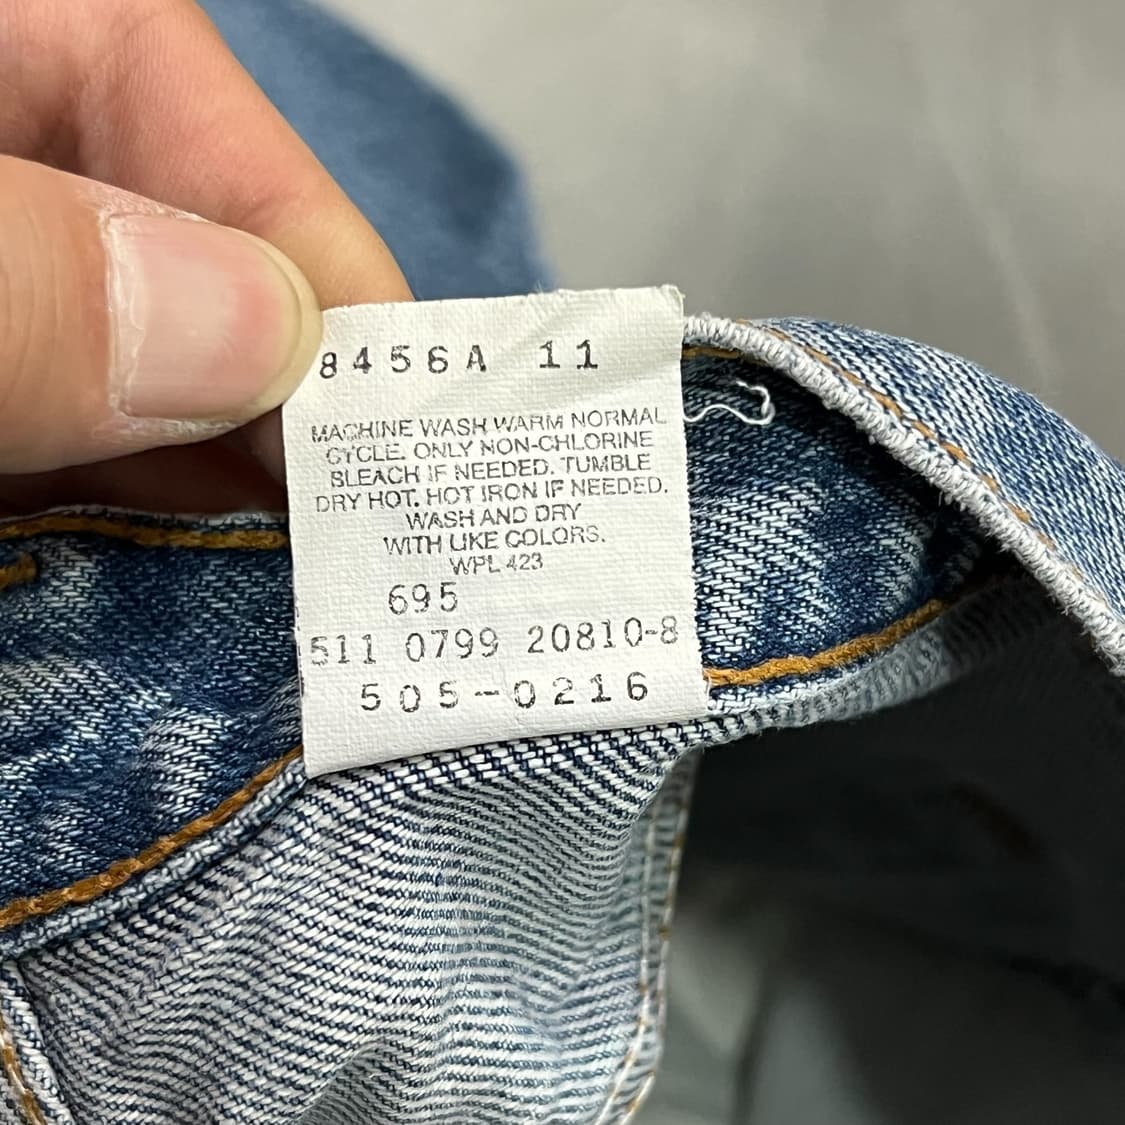 8456A 11
MACHINE WASH WARM NORMAL
CYCLE. ONLY NON-CHLORINE
BLEACH IF NEEDED. TUMBLE
DRY HOT. HOT IRON IF NEEDED.
WASH AND DRY
WITH LIKE COLORS.
WPL 423
695
511 0799 20810-8
505-0216